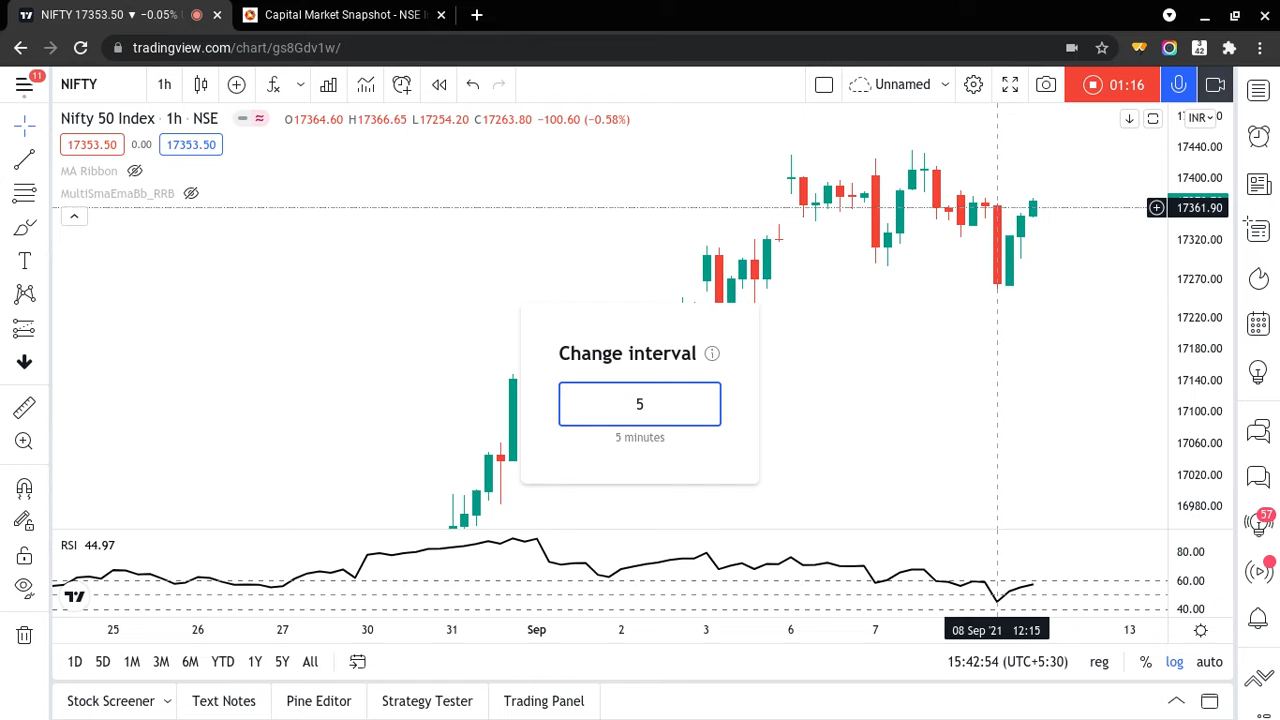 NIFTY 17353.50 ▼ −0.05%
Capital Market Snapshot - NSE I
tradingview.com/chart/gs8Gdv1w/
3
42
11
NIFTY
1h
Unnamed
01:16
Nifty 50 Index · 1h · NSE
O17364.60 H17366.65 L17254.20 C17263.80 −100.60 (−0.58%)
INR
17353.50 0.00 17353.50
MA Ribbon
MultiSmaEmaBb_RRB
17440.00
17400.00
17361.90
17320.00
17270.00
17220.00
17180.00
17140.00
17100.00
17060.00
17020.00
16980.00
Change interval
5
5 minutes
57
RSI 44.97
80.00
60.00
40.00
25 26 27 30 31 Sep 2 3 6 7 08 Sep '21 12:15 13
1D 5D 1M 3M 6M YTD 1Y 5Y All
15:42:54 (UTC+5:30) reg % log auto
Stock Screener Text Notes Pine Editor Strategy Tester Trading Panel